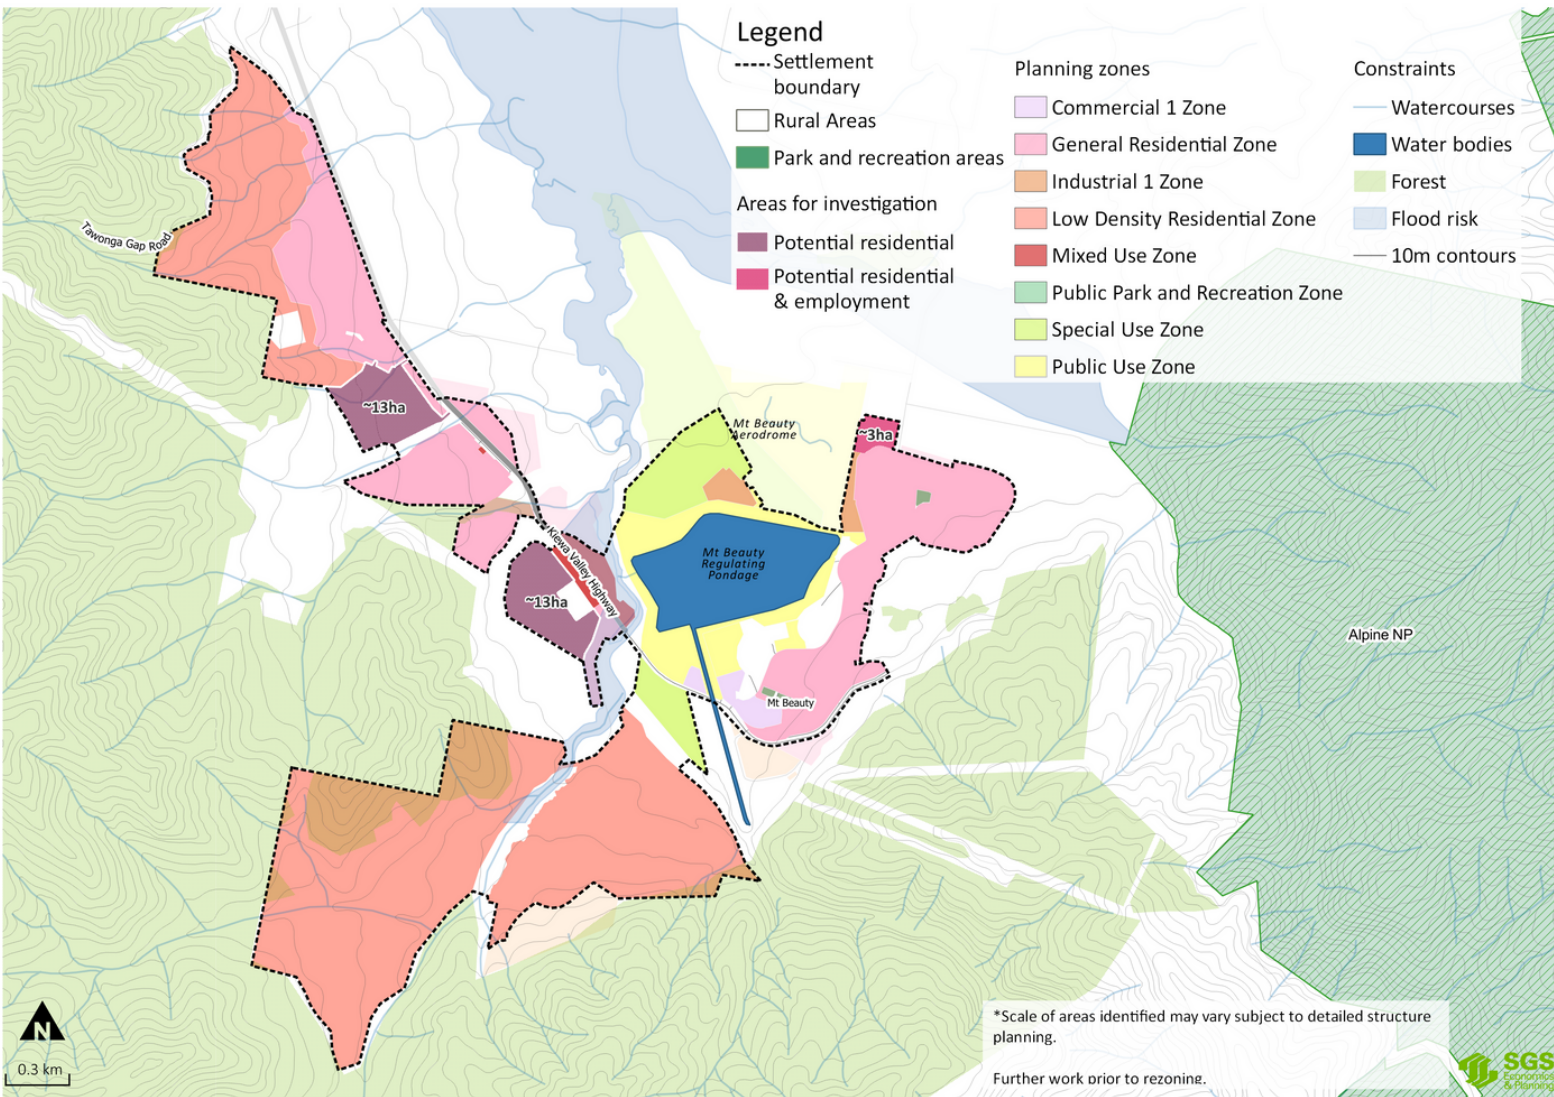 Legend
Settlement
boundary
Rural Areas
Park and recreation areas
Areas for investigation
Potential residential
Potential residential
& employment
Planning zones
Commercial 1 Zone
General Residential Zone
Industrial 1 Zone
Low Density Residential Zone
Mixed Use Zone
Public Park and Recreation Zone
Special Use Zone
Public Use Zone
Constraints
Watercourses
Water bodies
Forest
Flood risk
10m contours
Tawonga Gap Road
~13ha
Mt Beauty
Aerodrome
~3ha
Kiewa Valley Highway
Mt Beauty
Regulating
Pondage
~13ha
Alpine NP
Mt Beauty
*Scale of areas identified may vary subject to detailed structure
planning.
Further work prior to rezoning.
N
0.3 km
SGS
Economics
& Planning